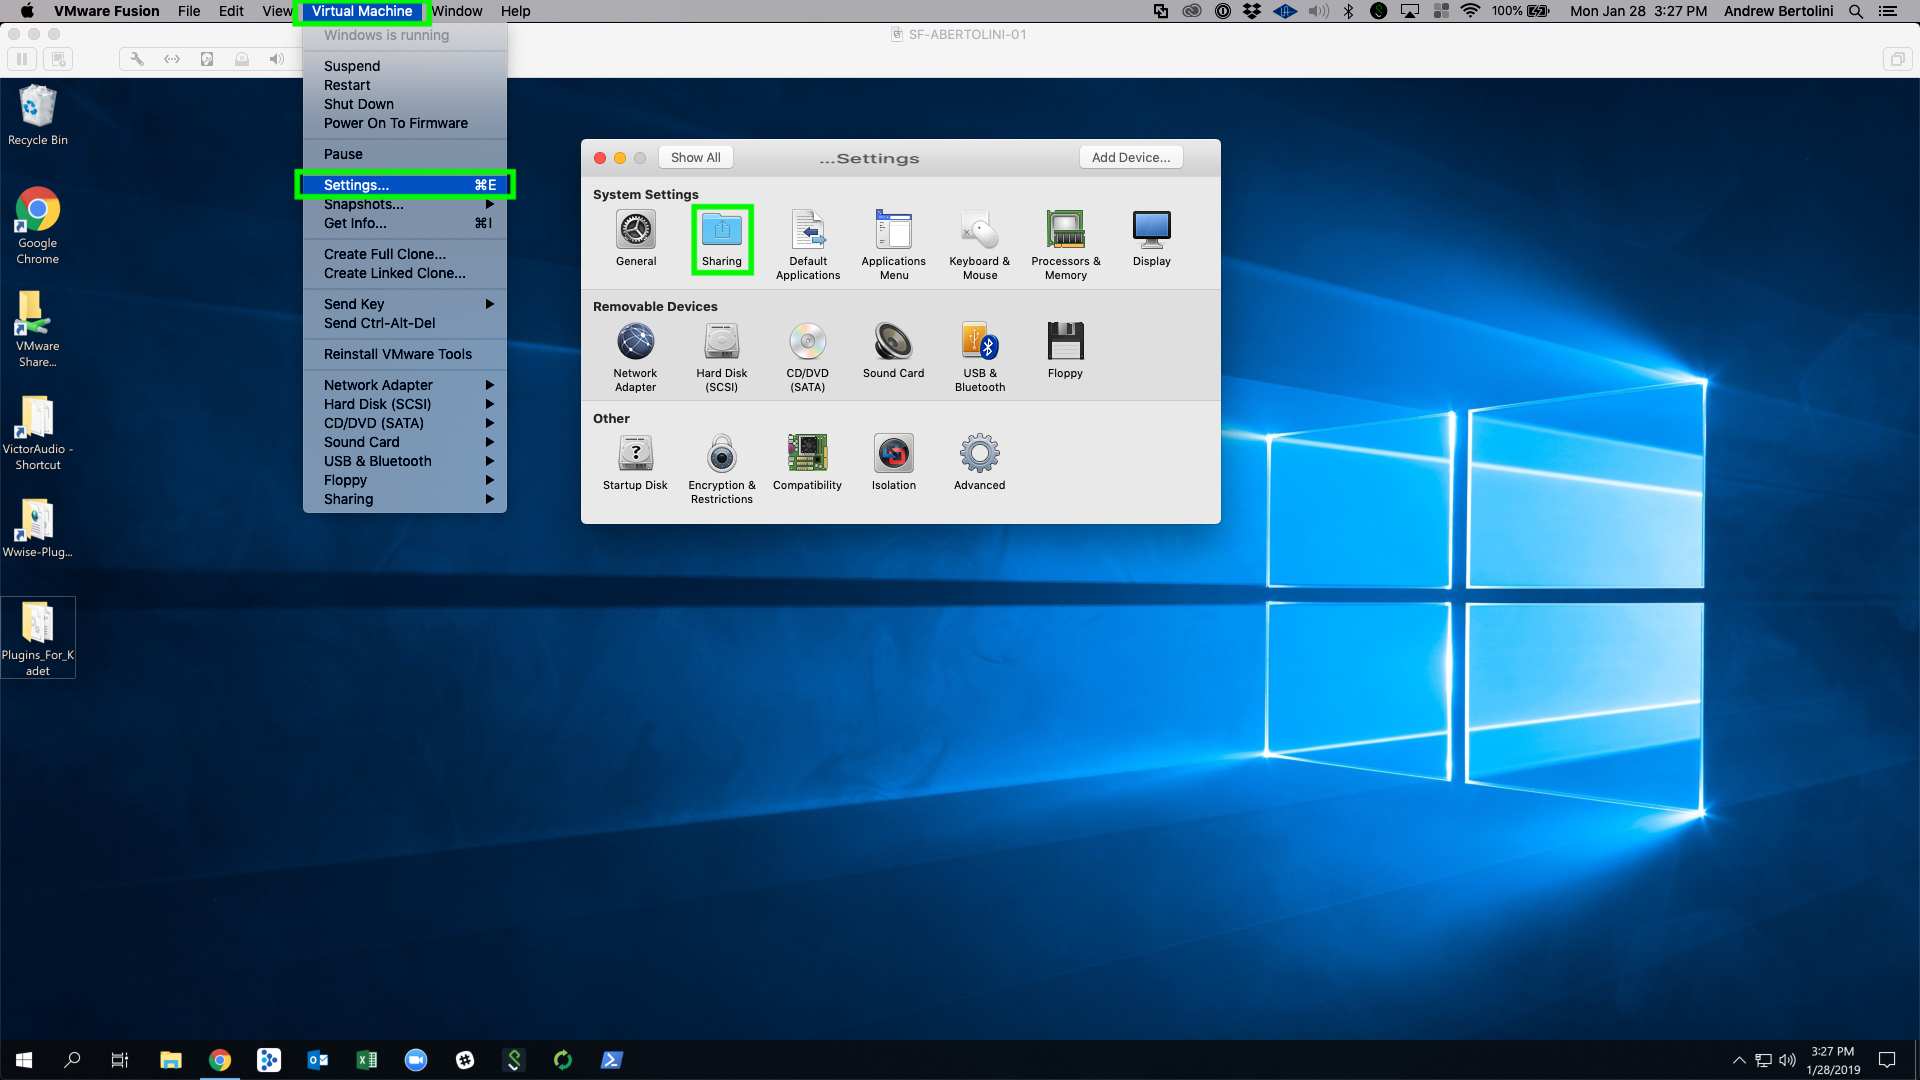 VMware Fusion File Edit View Virtual Machine Window Help 100% Mon Jan 28 3:27 PM Andrew Bertolini
SF-ABERTOLINI-01
Windows is running
Suspend
Restart
Shut Down
Power On To Firmware
Pause
Settings... ⌘E
Snapshots...
Get Info... ⌘I
Create Full Clone...
Create Linked Clone...
Send Key
Send Ctrl-Alt-Del
Reinstall VMware Tools
Network Adapter
Hard Disk (SCSI)
CD/DVD (SATA)
Sound Card
USB & Bluetooth
Floppy
Sharing
Show All ...Settings Add Device...
System Settings
General Sharing Default Applications Keyboard & Processors & Display
Applications Menu Mouse Memory
Removable Devices
Network Hard Disk CD/DVD Sound Card USB & Floppy
Adapter (SCSI) (SATA) Bluetooth
Other
Startup Disk Encryption & Compatibility Isolation Advanced
Restrictions
Recycle Bin
Google
Chrome
VMware
Share...
VictorAudio -
Shortcut
Wwise-Plug...
Plugins_For_K
adet
3:27 PM
1/28/2019